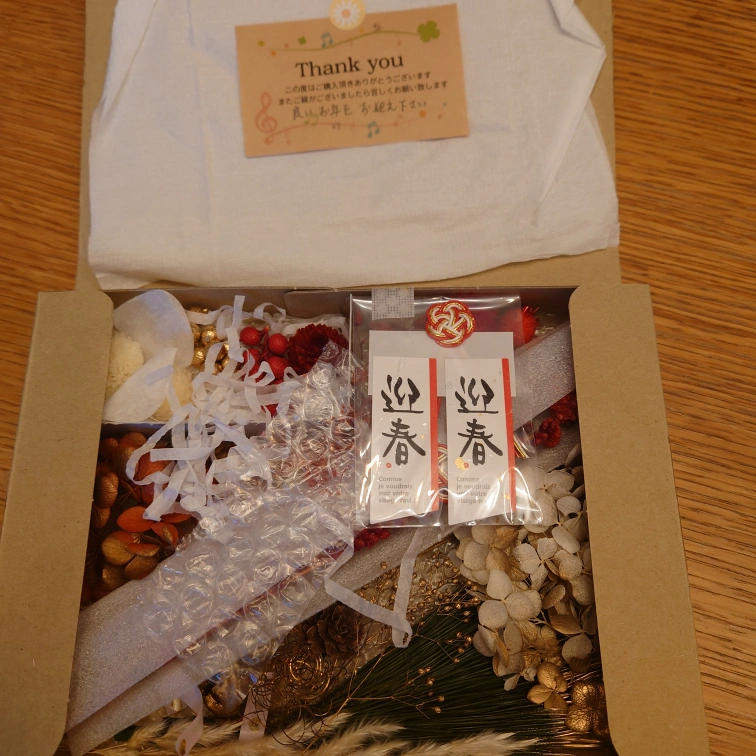 Thank you
この度はご購入頂きありがとうございます
またご縁がございましたら宜しくお願い致します
良いお年を お迎え下さい
迎春
迎春